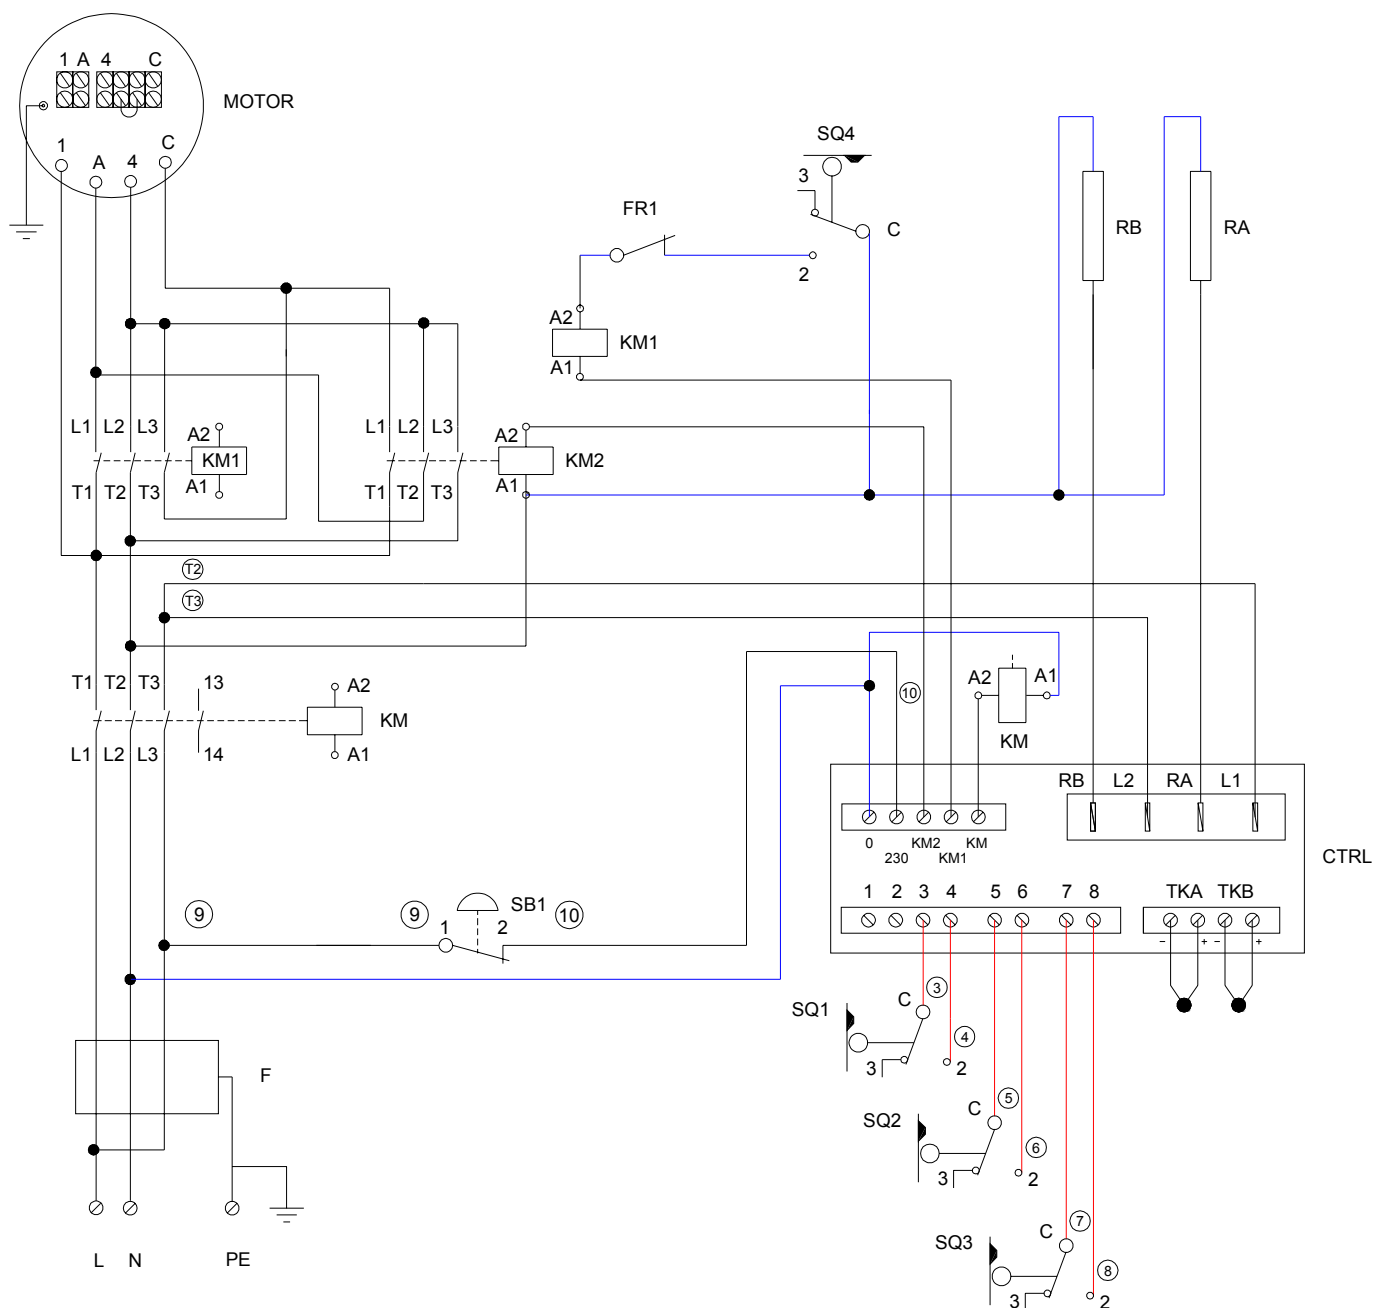 1 A 4 C
MOTOR
1 A 4 C
SQ4
3
C
2
FR1
A2
KM1
A1
RB
RA
L1 L2 L3
A2
KM1
A1
T1 T2 T3
L1 L2 L3
A2
KM2
A1
T1 T2 T3
T2
T3
T1 T2 T3 13
A2
KM
A1
L1 L2 L3 14
10
A2 A1
KM
RB L2 RA L1
0 230 KM2 KM1 KM
CTRL
1 2 3 4 5 6 7 8
TKA TKB
– + – +
9
9
1 2
SB1
10
SQ1
C
3
4
3
2
SQ2
C
5
6
3
2
SQ3
C
7
8
3
2
F
L N PE